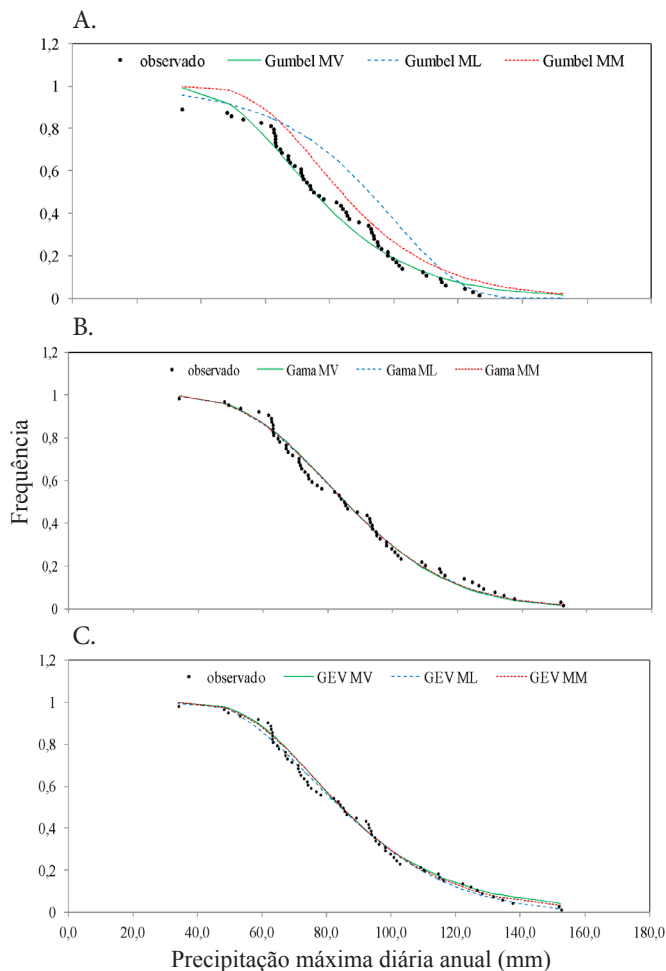 A.
1,2
observado Gumbel MV Gumbel ML Gumbel MM
1
0,8
0,6
0,4
0,2
0
B.
1,2
observado Gama MV Gama ML Gama MM
1
0,8
0,6
0,4
0,2
0
Frequência
C.
1,2
observado GEV MV GEV ML GEV MM
1
0,8
0,6
0,4
0,2
0
0,0 20,0 40,0 60,0 80,0 100,0 120,0 140,0 160,0 180,0
Precipitação máxima diária anual (mm)